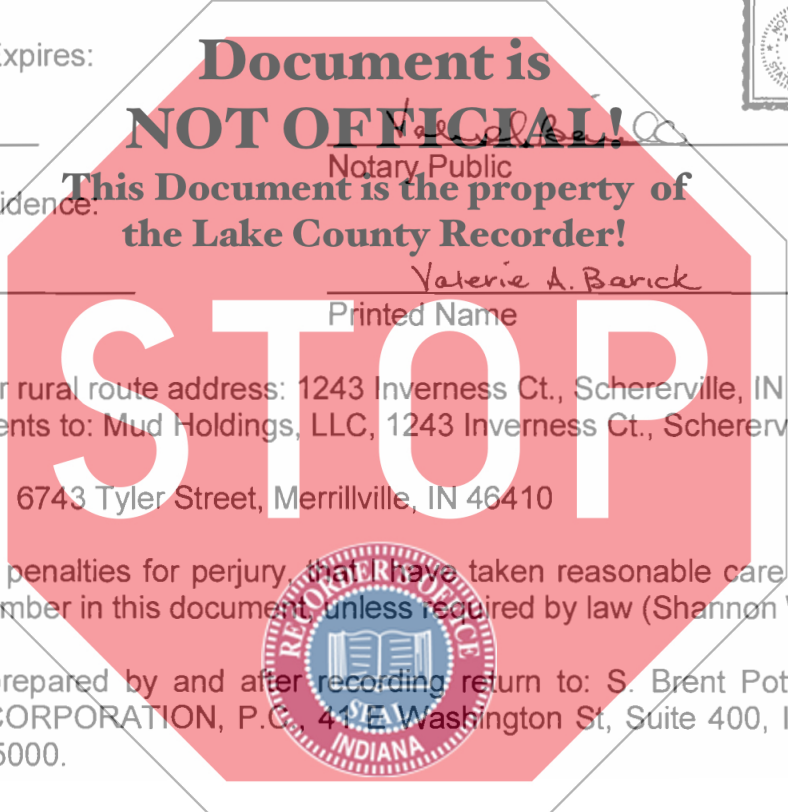 Expires:
Document is
NOT OFFICIAL!
Notary Public
This Document is the property of
idence:
the Lake County Recorder!
Valerie A. Barick
Printed Name
STOP
r rural route address: 1243 Inverness Ct., Schererville, IN
ents to: Mud Holdings, LLC, 1243 Inverness Ct., Schererv
6743 Tyler Street, Merrillville, IN 46410
penalties for perjury, that I have taken reasonable care
mber in this document, unless required by law (Shannon
RECORDER'S OFFICE
SEAL
INDIANA
prepared by and after recording return to: S. Brent Pot
CORPORATION, P.C., 41 E Washington St, Suite 400, I
5000.